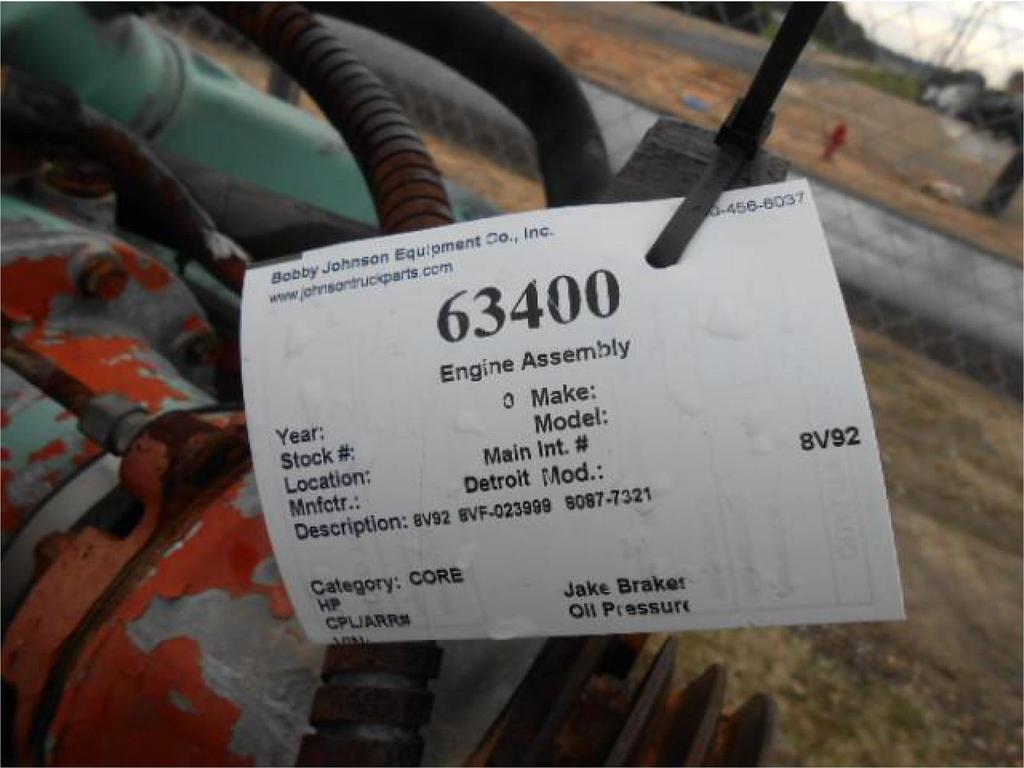 Bobby Johnson Equipment Co., Inc.
0-456-6037
www.johnsontruckparts.com
63400
Engine Assembly
Year: 0 Make:
Stock #: Model:
Location: Main Int. #
Mnfctr.: Detroit Mod.: 8V92
Description: 8V92 8VF-023999 8087-7321
Category: CORE Jake Brake
HP Oil Pressure
CPL/ARR#
VIN: